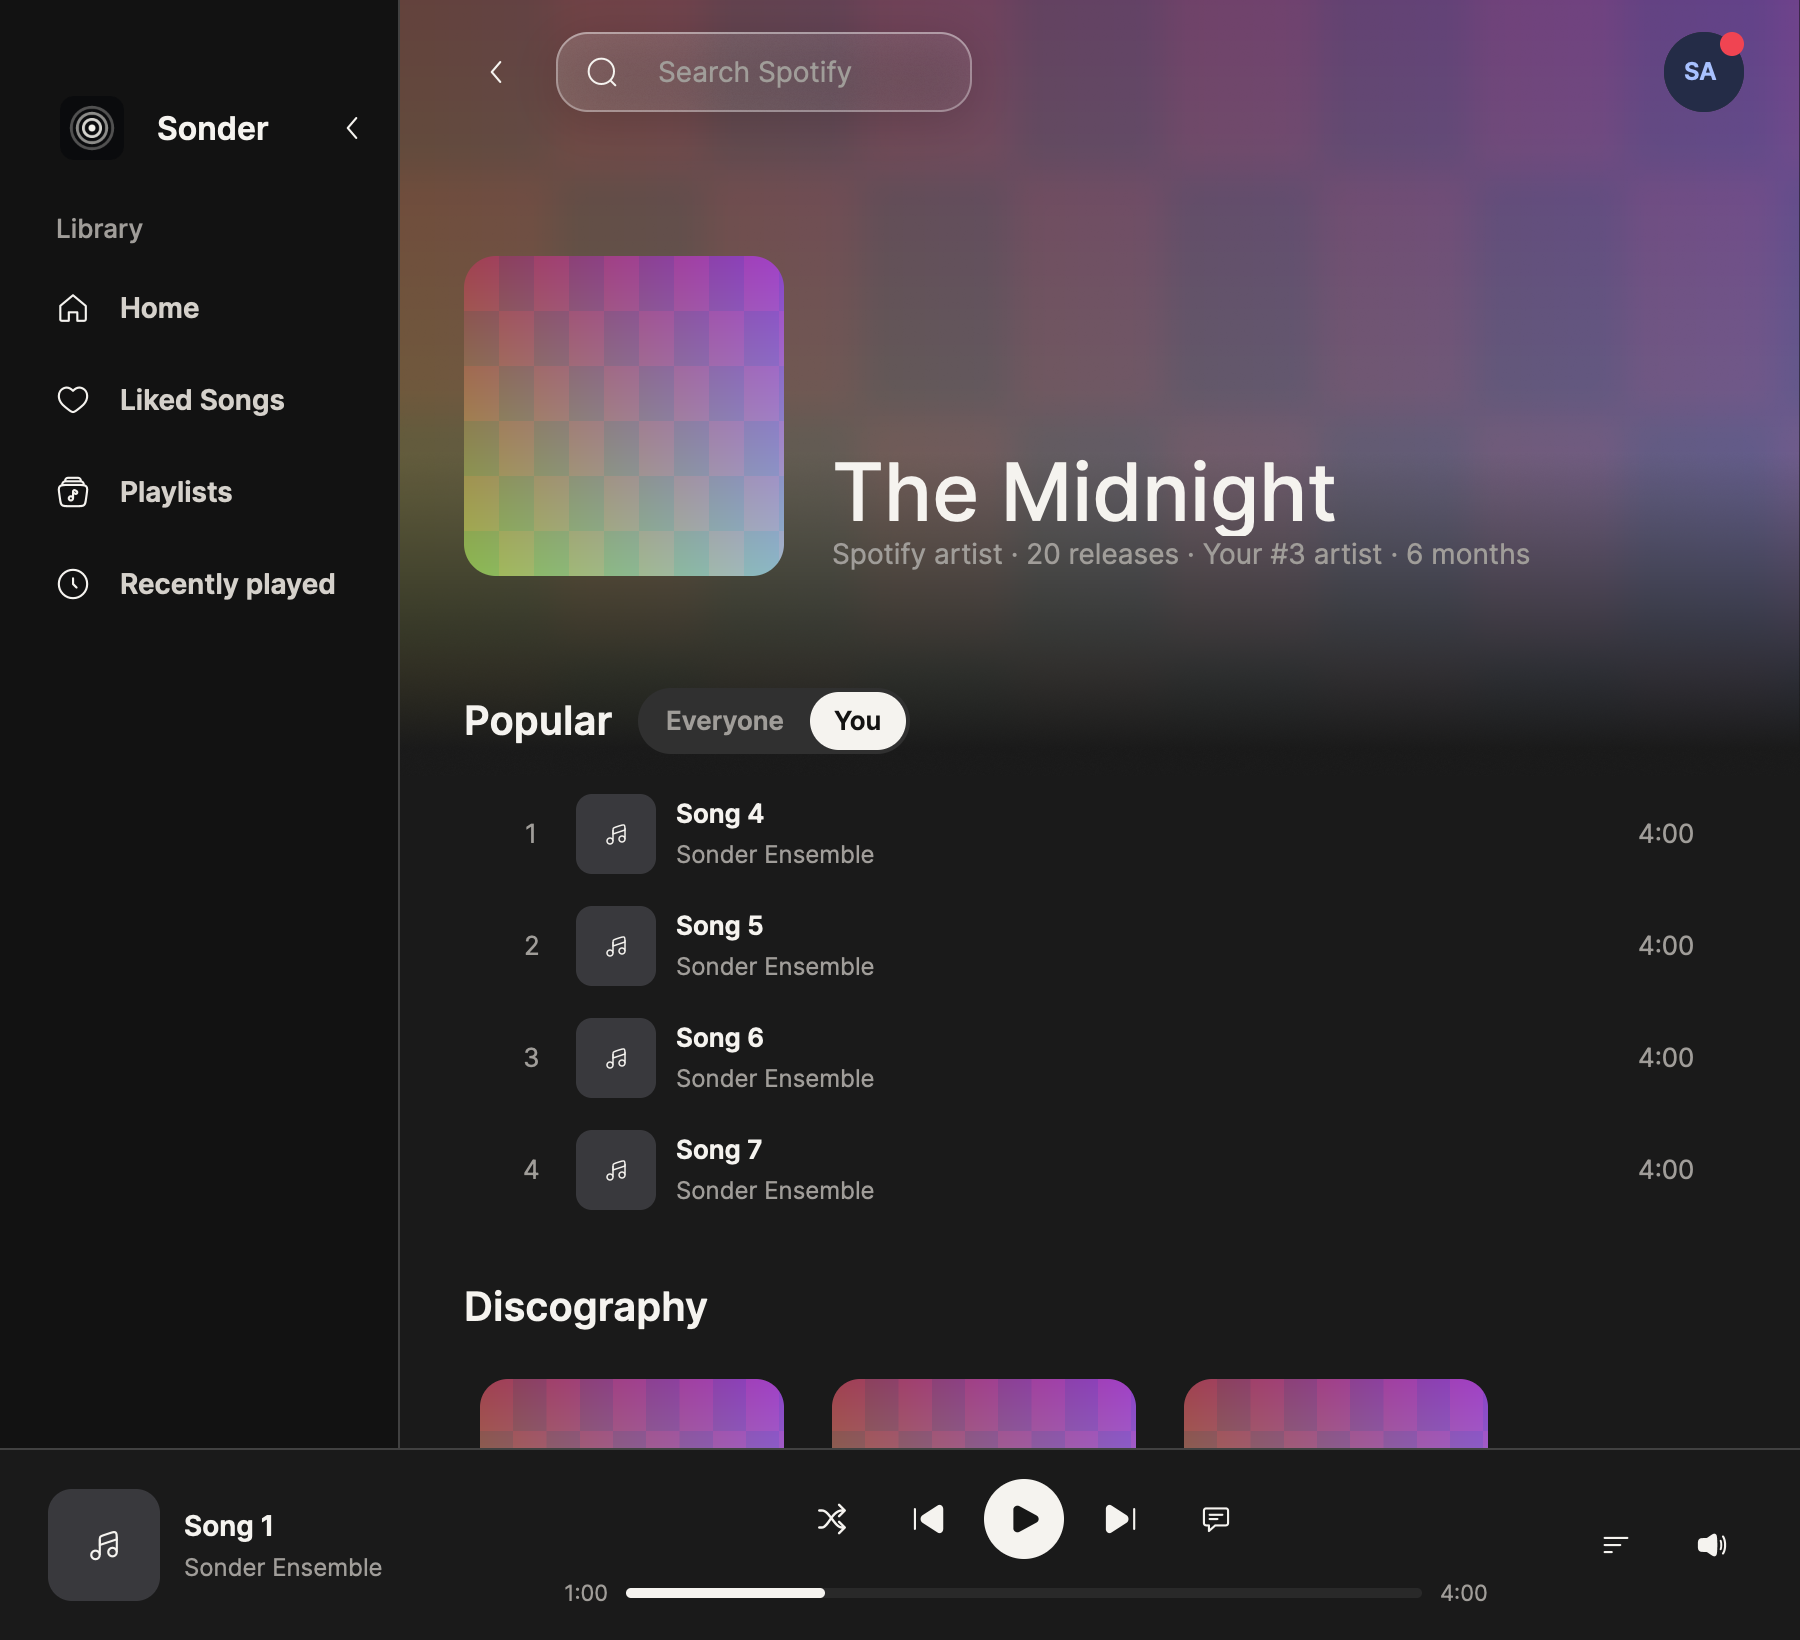 Search Spotify
SA
Sonder
Library
Home
Liked Songs
Playlists
Recently played
The Midnight
Spotify artist · 20 releases · Your #3 artist · 6 months
Popular
Everyone
You
1
Song 4
Sonder Ensemble
4:00
2
Song 5
Sonder Ensemble
4:00
3
Song 6
Sonder Ensemble
4:00
4
Song 7
Sonder Ensemble
4:00
Discography
Song 1
Sonder Ensemble
1:00
4:00